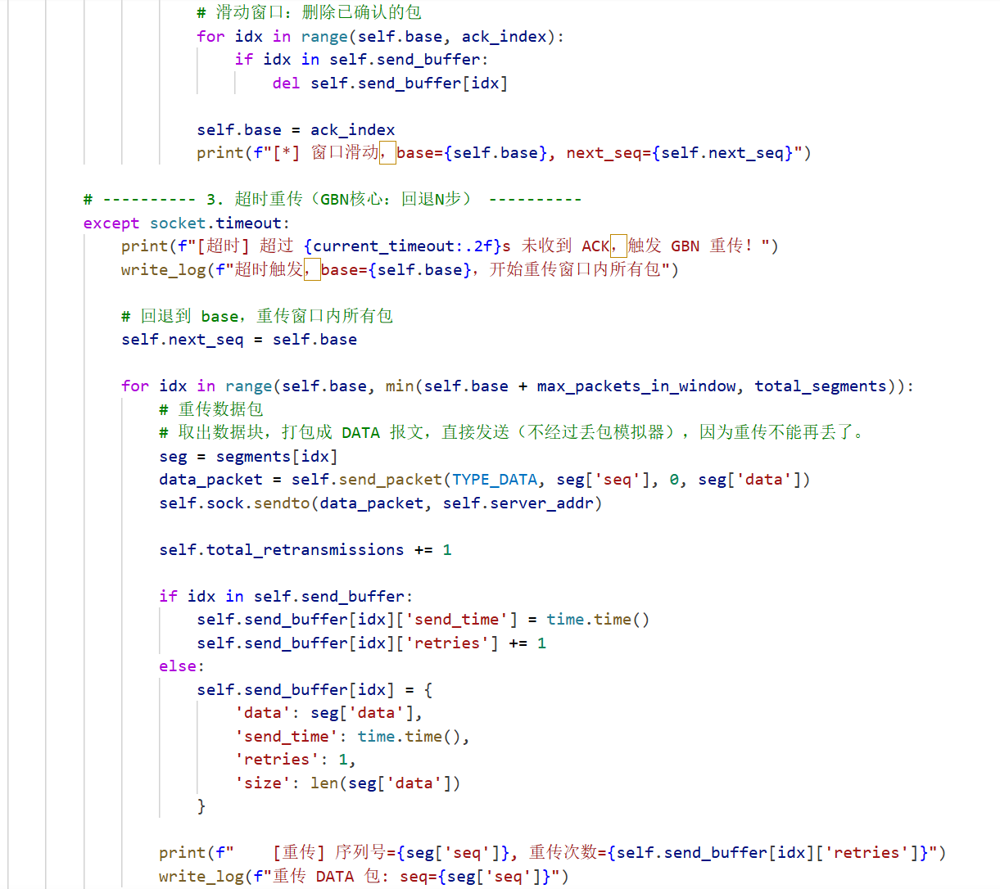 # 滑动窗口：删除已确认的包
for idx in range(self.base, ack_index):
if idx in self.send_buffer:
del self.send_buffer[idx]
self.base = ack_index
print(f"[*] 窗口滑动，base={self.base}, next_seq={self.next_seq}")
# ---------- 3. 超时重传（GBN核心：回退N步） ----------
except socket.timeout:
print(f"[超时] 超过 {current_timeout:.2f}s 未收到 ACK，触发 GBN 重传！")
write_log(f"超时触发，base={self.base}，开始重传窗口内所有包")
# 回退到 base，重传窗口内所有包
self.next_seq = self.base
for idx in range(self.base, min(self.base + max_packets_in_window, total_segments)):
# 重传数据包
# 取出数据块，打包成 DATA 报文，直接发送（不经过丢包模拟器），因为重传不能再丢了。
seg = segments[idx]
data_packet = self.send_packet(TYPE_DATA, seg['seq'], 0, seg['data'])
self.sock.sendto(data_packet, self.server_addr)
self.total_retransmissions += 1
if idx in self.send_buffer:
self.send_buffer[idx]['send_time'] = time.time()
self.send_buffer[idx]['retries'] += 1
else:
self.send_buffer[idx] = {
'data': seg['data'],
'send_time': time.time(),
'retries': 1,
'size': len(seg['data'])
}
print(f"    [重传] 序列号={seg['seq']}, 重传次数={self.send_buffer[idx]['retries']}")
write_log(f"重传 DATA 包: seq={seg['seq']}")